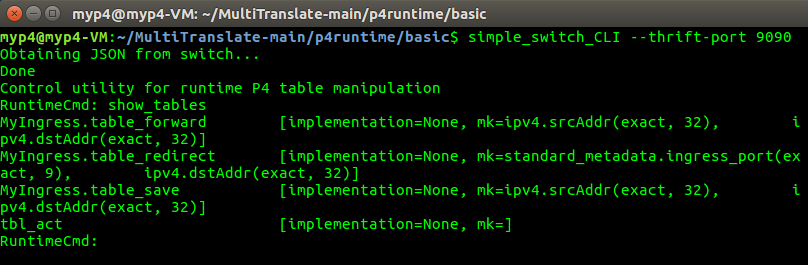 myp4@myp4-VM: ~/MultiTranslate-main/p4runtime/basic
myp4@myp4-VM:~/MultiTranslate-main/p4runtime/basic$ simple_switch_CLI --thrift-port 9090
Obtaining JSON from switch...
Done
Control utility for runtime P4 table manipulation
RuntimeCmd: show_tables
MyIngress.table_forward        [implementation=None, mk=ipv4.srcAddr(exact, 32),        i
pv4.dstAddr(exact, 32)]
MyIngress.table_redirect       [implementation=None, mk=standard_metadata.ingress_port(ex
act, 9),        ipv4.dstAddr(exact, 32)]
MyIngress.table_save           [implementation=None, mk=ipv4.srcAddr(exact, 32),        i
pv4.dstAddr(exact, 32)]
tbl_act                        [implementation=None, mk=]
RuntimeCmd: